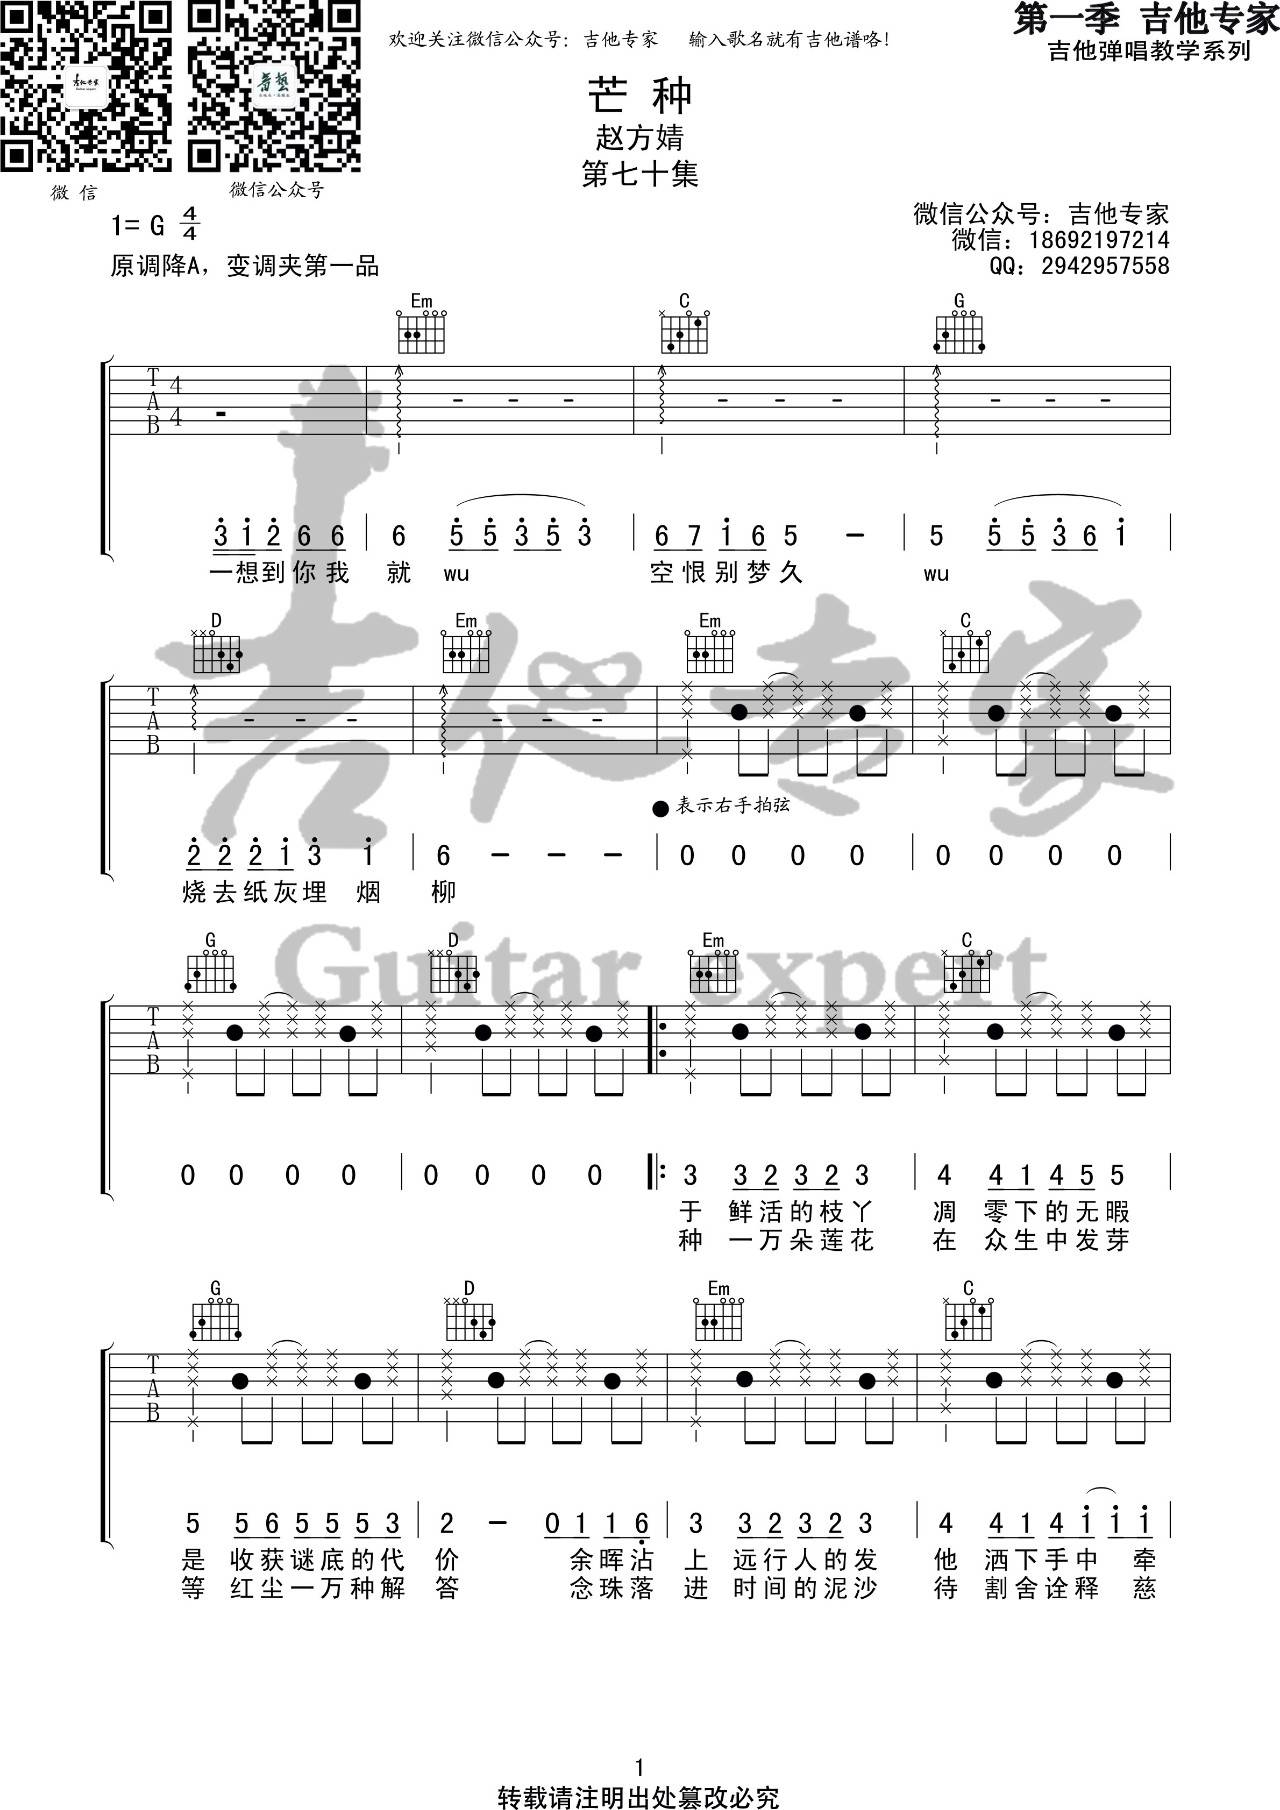 欢迎关注微信公众号：吉他专家　输入歌名就有吉他谱咯！
第一季 吉他专家
吉他弹唱教学系列
微 信
微信公众号
芒 种
赵方婧
第七十集
1= G 4/4
原调降A，变调夹第一品
微信公众号：吉他专家
微信：18692197214
QQ：2942957558
Em C G
T A B 4 4
3 1 2 6 6 | 6 5 5 3 5 3 | 6 7 1 6 5 - | 5 5 5 3 6 1 |
一想到你我 就 wu 空恨别梦久 wu
D Em Em C
T A B
● 表示右手拍弦
2 2 2 1 3 1 | 6 - - - | 0 0 0 0 | 0 0 0 0 |
烧去纸灰埋 烟 柳
吉他专家
Guitar expert
G D Em C
T A B
0 0 0 0 | 0 0 0 0 |: 3 3 2 3 2 3 | 4 4 1 4 5 5 |
于 鲜活的枝丫 凋 零下的无暇
种 一万朵莲花 在 众生中发芽
G D Em C
T A B
5 5 6 5 5 5 3 | 2 - 0 1 1 6 | 3 3 2 3 2 3 | 4 4 1 4 1 1 1 |
是 收获谜底的代 价 余晖沾 上 远行人的发 他 洒下手中 牵
等 红尘一万种解 答 念珠落 进 时间的泥沙 待 割舍诠释 慈
1
转载请注明出处篡改必究